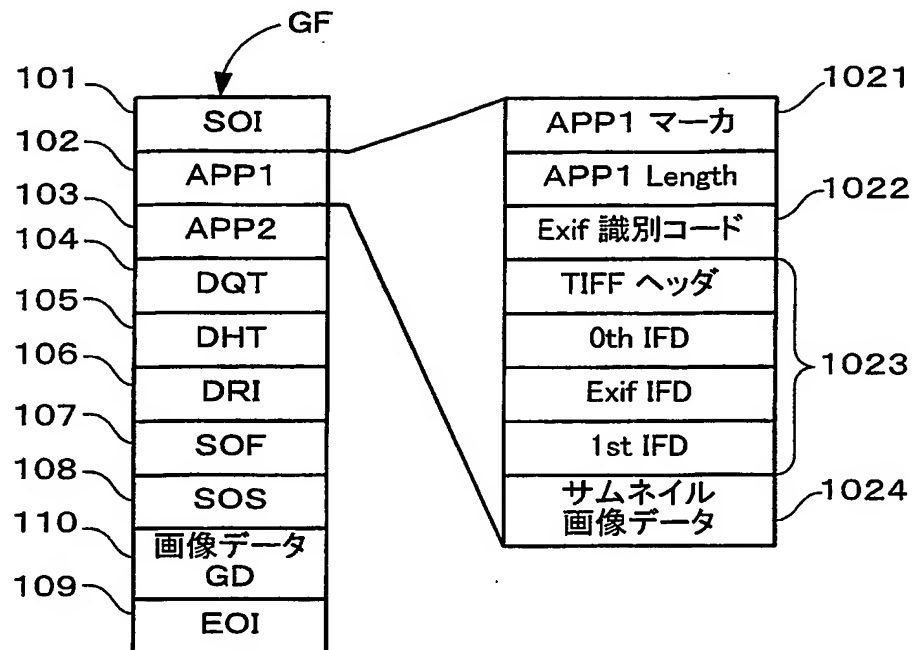 GF
101
SOI
102
APP1
103
APP2
104
DQT
105
DHT
106
DRI
107
SOF
108
SOS
110
画像データ
GD
109
EOI
1021
APP1 マーカ
APP1 Length
1022
Exif 識別コード
TIFF ヘッダ
0th IFD
Exif IFD
1st IFD
1023
サムネイル
画像データ
1024